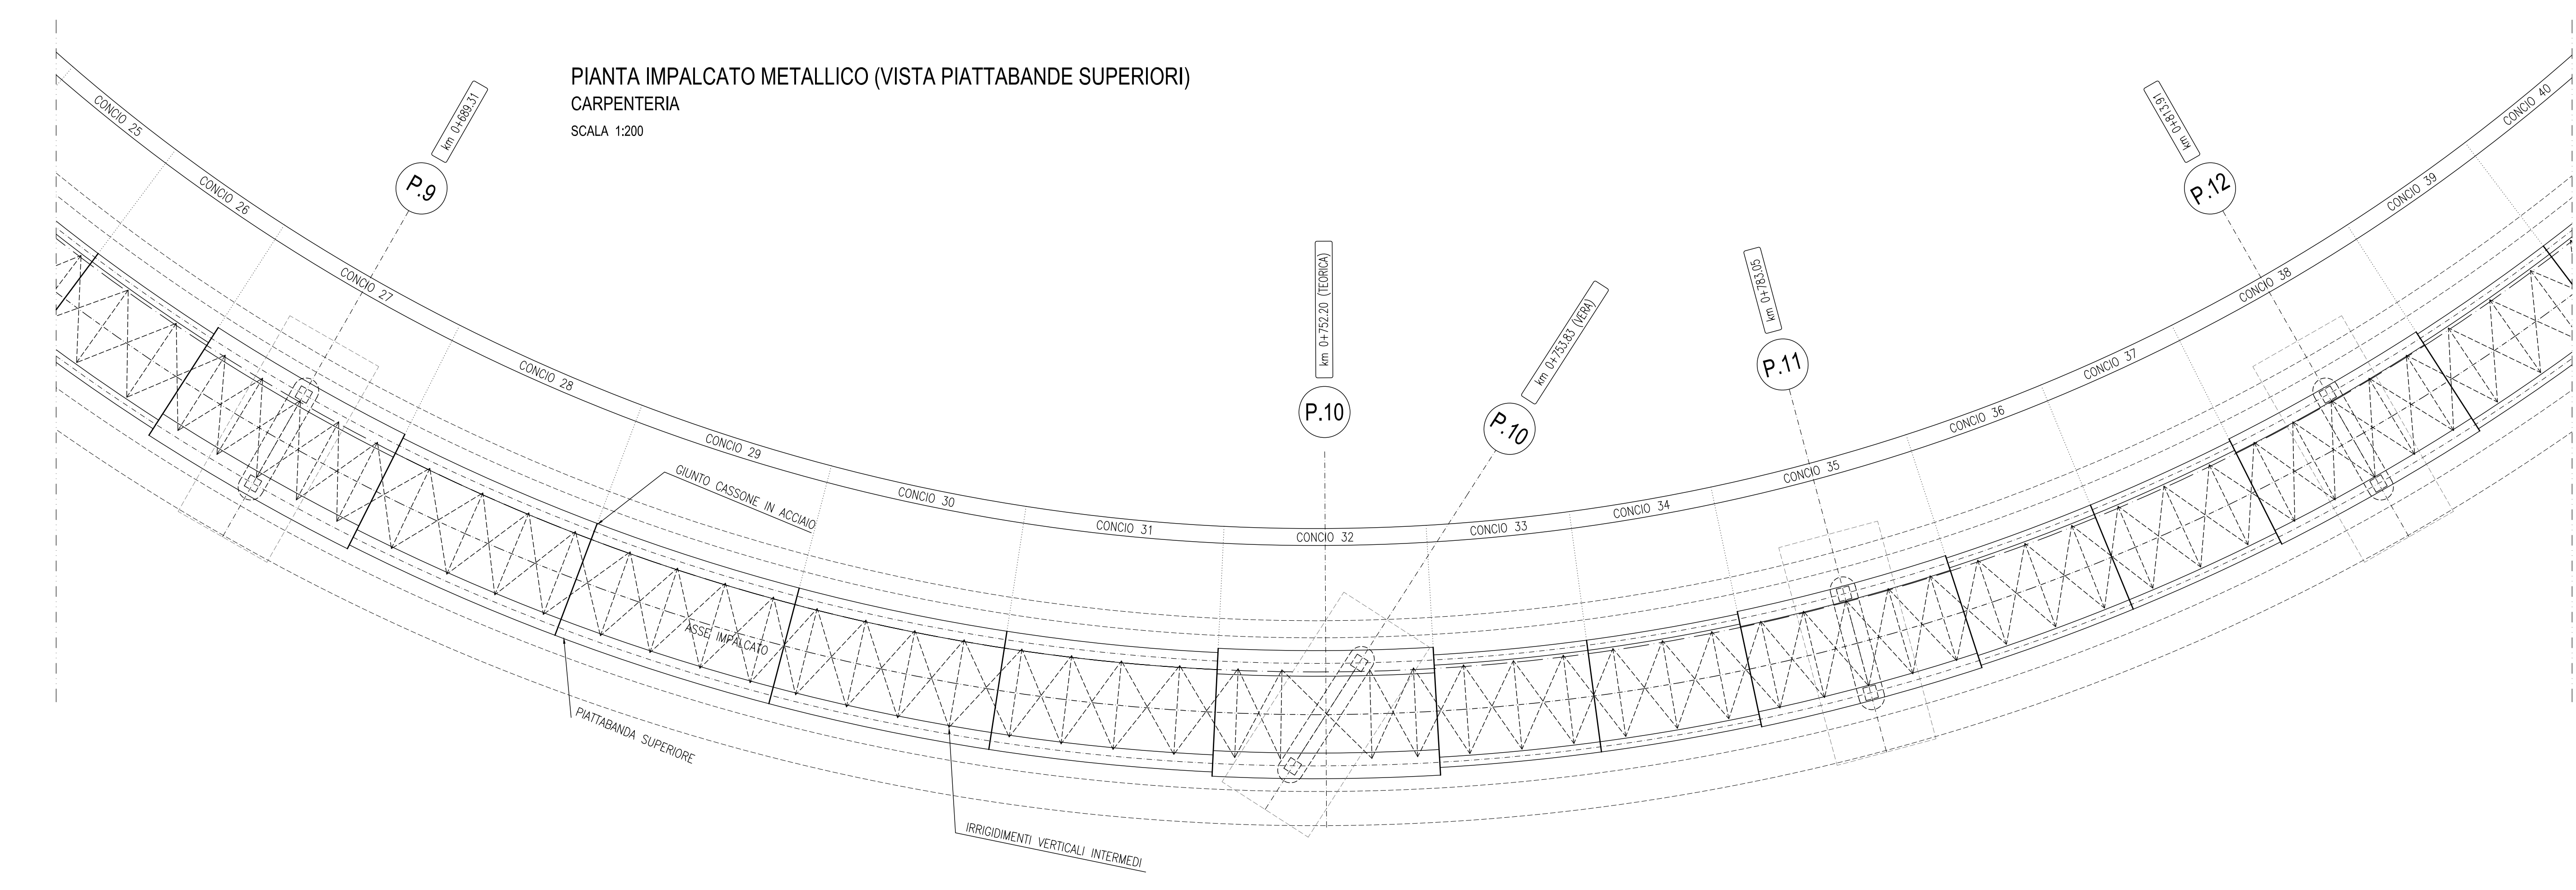 PIANTA IMPALCATO METALLICO (VISTA PIATTABANDE SUPERIORI)
CARPENTERIA
SCALA 1:200
km 0+689.31
P.9
km 0+752.20 (TEORICA)
P.10
km 0+753.83 (VERA)
P.10
km 0+783.05
P.11
km 0+813.91
P.12
CONCIO 25
CONCIO 26
CONCIO 27
CONCIO 28
CONCIO 29
CONCIO 30
CONCIO 31
CONCIO 32
CONCIO 33
CONCIO 34
CONCIO 35
CONCIO 36
CONCIO 37
CONCIO 38
CONCIO 39
CONCIO 40
GIUNTO CASSONE IN ACCIAIO
ASSE IMPALCATO
PIATTABANDA SUPERIORE
IRRIGIDIMENTI VERTICALI INTERMEDI